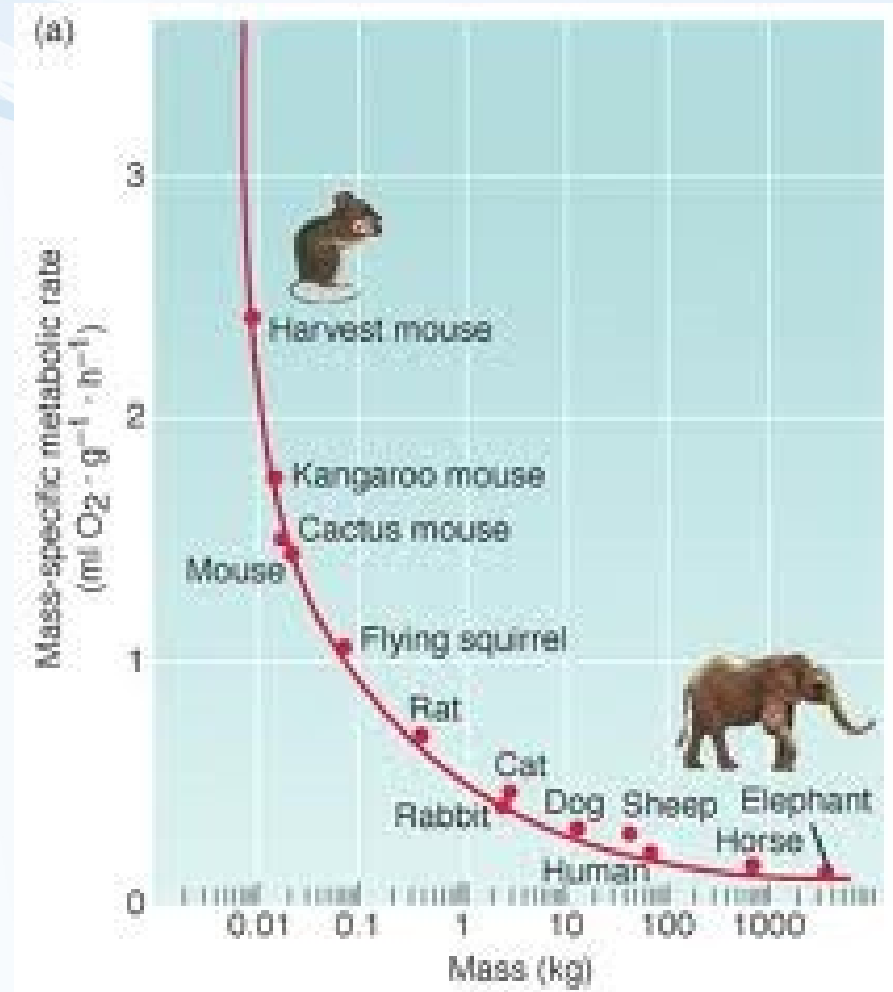 (a)
Mass-specific metabolic rate
(ml O₂ · g⁻¹ · h⁻¹)
3
2
1
0
Harvest mouse
Kangaroo mouse
Cactus mouse
Mouse
Flying squirrel
Rat
Cat
Rabbit
Dog Sheep Elephant
Horse
Human
0.01 0.1 1 10 100 1000
Mass (kg)